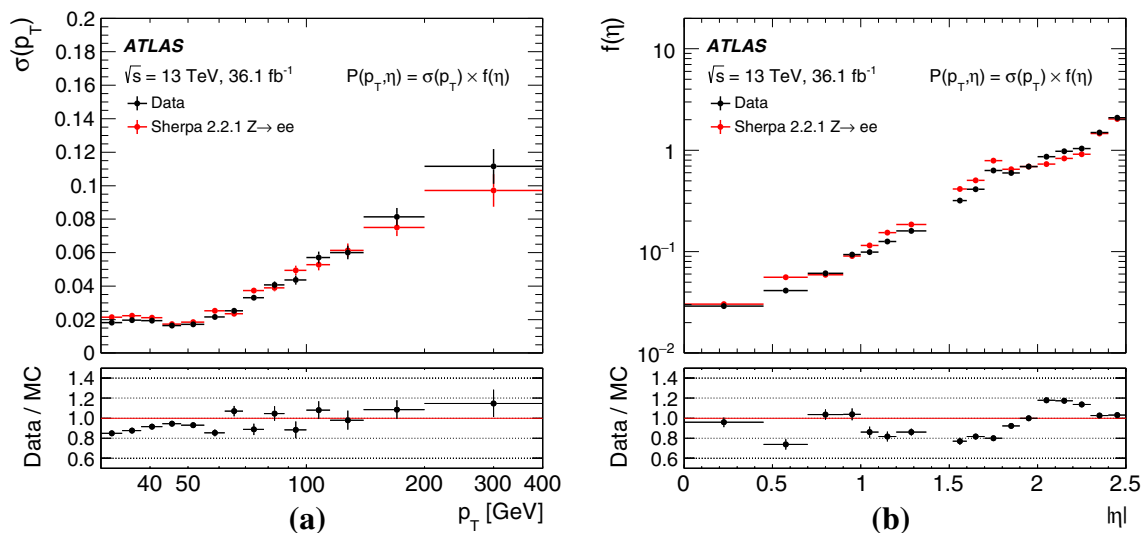 σ(p_T)
0.2
0.18
0.16
0.14
0.12
0.1
0.08
0.06
0.04
0.02
0
ATLAS
√s = 13 TeV, 36.1 fb⁻¹
P(p_T,η) = σ(p_T) × f(η)
Data
Sherpa 2.2.1 Z→ ee
Data / MC
1.4
1.2
1.0
0.8
0.6
40 50 100 200 300 400
p_T [GeV]
(a)
f(η)
10
1
10⁻¹
10⁻²
ATLAS
√s = 13 TeV, 36.1 fb⁻¹
P(p_T,η) = σ(p_T) × f(η)
Data
Sherpa 2.2.1 Z→ ee
Data / MC
1.4
1.2
1.0
0.8
0.6
0 0.5 1 1.5 2 2.5
|η|
(b)